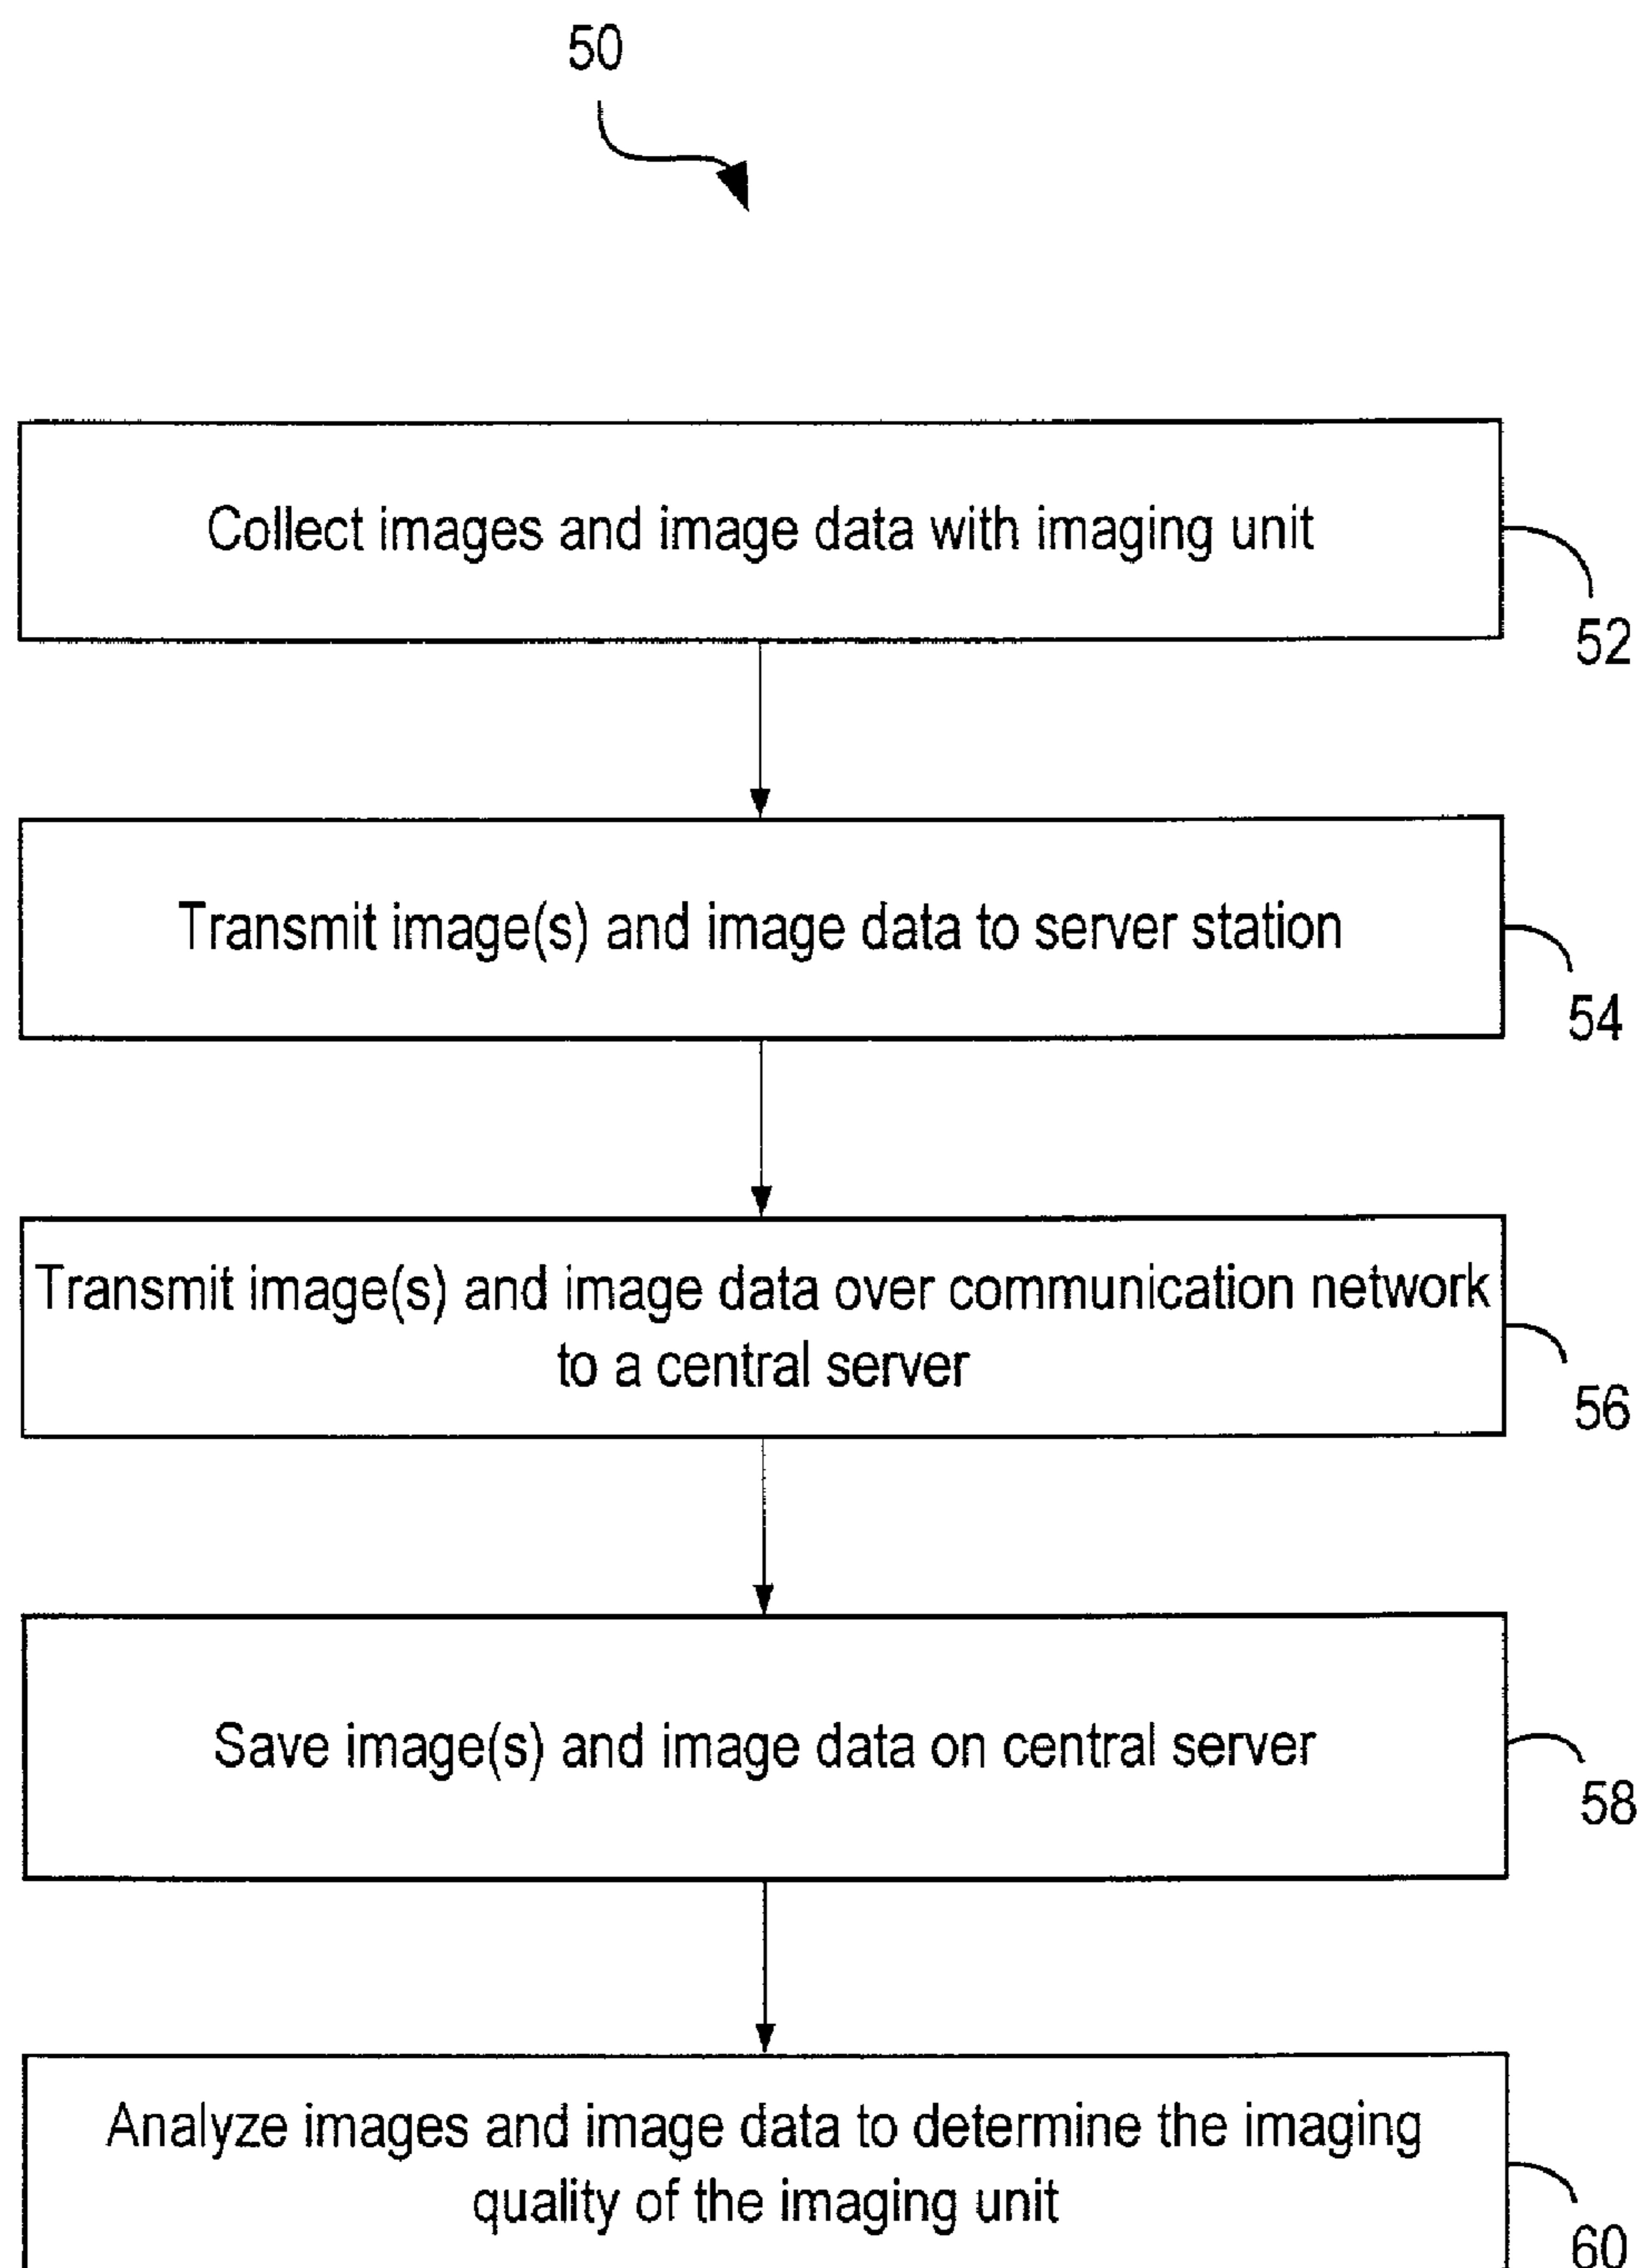 50
Collect images and image data with imaging unit
52
Transmit image(s) and image data to server station
54
Transmit image(s) and image data over communication network
to a central server
56
Save image(s) and image data on central server
58
Analyze images and image data to determine the imaging
quality of the imaging unit
60